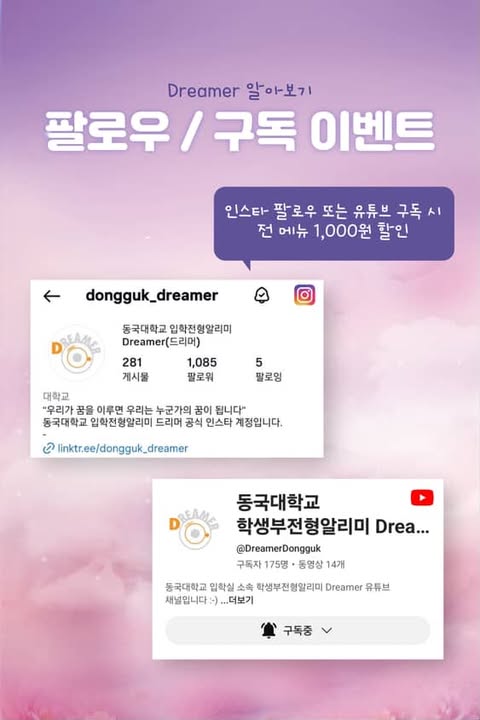 Dreamer 알아보기
팔로우 / 구독 이벤트
인스타 팔로우 또는 유튜브 구독 시
전 메뉴 1,000원 할인
dongguk_dreamer
DREAMER
동국대학교 입학전형알리미
Dreamer(드리머)
281 1,085 5
게시물 팔로워 팔로잉
대학교
"우리가 꿈을 이루면 우리는 누군가의 꿈이 됩니다"
동국대학교 입학전형알리미 드리머 공식 인스타 계정입니다.
-
linktr.ee/dongguk_dreamer
DREAMER
동국대학교
학생부전형알리미 Drea...
@DreamerDongguk
구독자 175명 • 동영상 14개
동국대학교 입학실 소속 학생부전형알리미 Dreamer 유튜브
채널입니다 :-) ...더보기
구독중